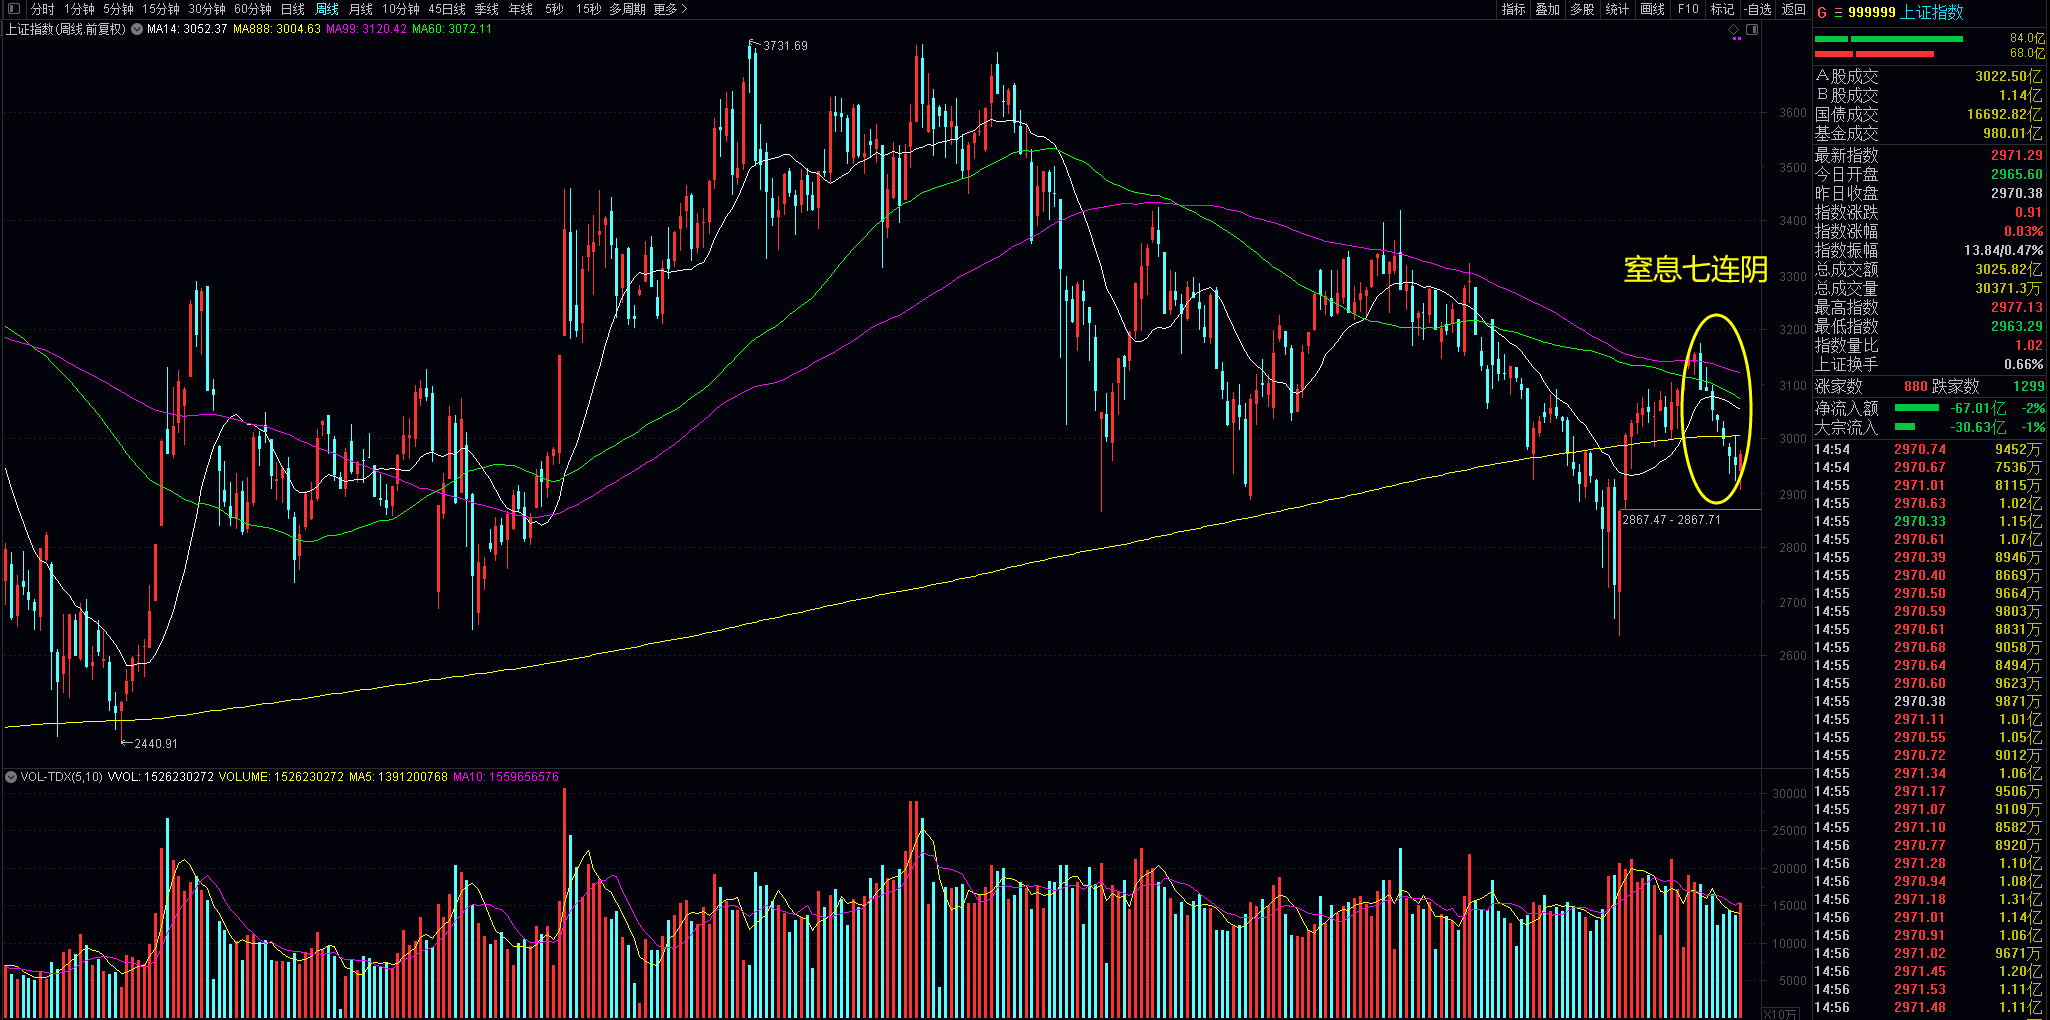 分时 1分钟 5分钟 15分钟 30分钟 60分钟 日线 周线 月线 10分钟 45日线 季线 年线 5秒 15秒 多周期 更多 指标 叠加 多股 统计 画线 F10 标记 -自选 返回
上证指数(周线.前复权) MA14: 3052.37 MA888: 3004.63 MA99: 3120.42 MA60: 3072.11
3731.69
3600
3500
3400
3300
3200
3100
3000
2900
2800
2700
2600
窒息七连阴
2867.47 - 2867.71
2440.91
VOL-TDX(5,10) VVOL: 1526230272 VOLUME: 1526230272 MA5: 1391200768 MA10: 1559656576
30000
25000
20000
15000
10000
5000
X10万
G 999999 上证指数
84.0亿
68.0亿
A股成交 3022.50亿
B股成交 1.14亿
国债成交 16692.82亿
基金成交 980.01亿
最新指数 2971.29
今日开盘 2965.60
昨日收盘 2970.38
指数涨跌 0.91
指数涨幅 0.03%
指数振幅 13.84/0.47%
总成交额 3025.82亿
总成交量 30371.3万
最高指数 2977.13
最低指数 2963.29
指数量比 1.02
上证换手 0.66%
涨家数 880 跌家数 1299
净流入额 -67.01亿 -2%
大宗流入 -30.63亿 -1%
14:54 2970.74 9452万
14:54 2970.67 7536万
14:55 2971.01 8115万
14:55 2970.63 1.02亿
14:55 2970.33 1.15亿
14:55 2970.61 1.07亿
14:55 2970.39 8946万
14:55 2970.40 8669万
14:55 2970.50 9664万
14:55 2970.59 9803万
14:55 2970.61 8831万
14:55 2970.68 9058万
14:55 2970.64 8494万
14:55 2970.60 9623万
14:55 2970.38 9871万
14:55 2971.11 1.01亿
14:55 2970.55 1.05亿
14:55 2970.72 9012万
14:55 2971.34 1.06亿
14:55 2971.17 9506万
14:55 2971.07 9109万
14:55 2971.10 8582万
14:56 2970.77 8920万
14:56 2971.28 1.10亿
14:56 2970.94 1.08亿
14:56 2971.18 1.31亿
14:56 2971.01 1.14亿
14:56 2970.91 1.06亿
14:56 2971.02 9671万
14:56 2971.45 1.20亿
14:56 2971.53 1.11亿
14:56 2971.48 1.11亿